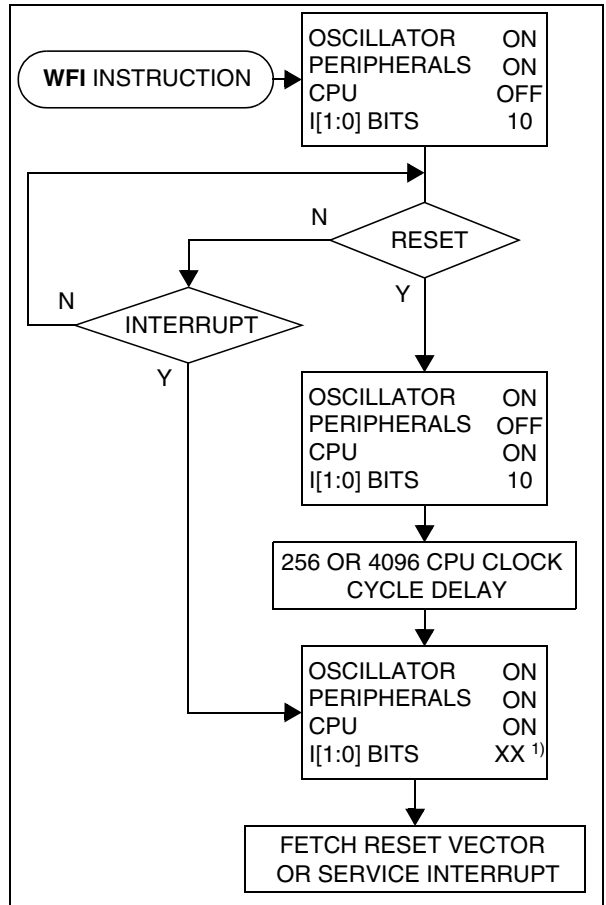 WFI INSTRUCTION
OSCILLATOR ON
PERIPHERALS ON
CPU OFF
I[1:0] BITS 10
N
RESET
Y
N
INTERRUPT
Y
OSCILLATOR ON
PERIPHERALS OFF
CPU ON
I[1:0] BITS 10
256 OR 4096 CPU CLOCK
CYCLE DELAY
OSCILLATOR ON
PERIPHERALS ON
CPU ON
I[1:0] BITS XX 1)
FETCH RESET VECTOR
OR SERVICE INTERRUPT